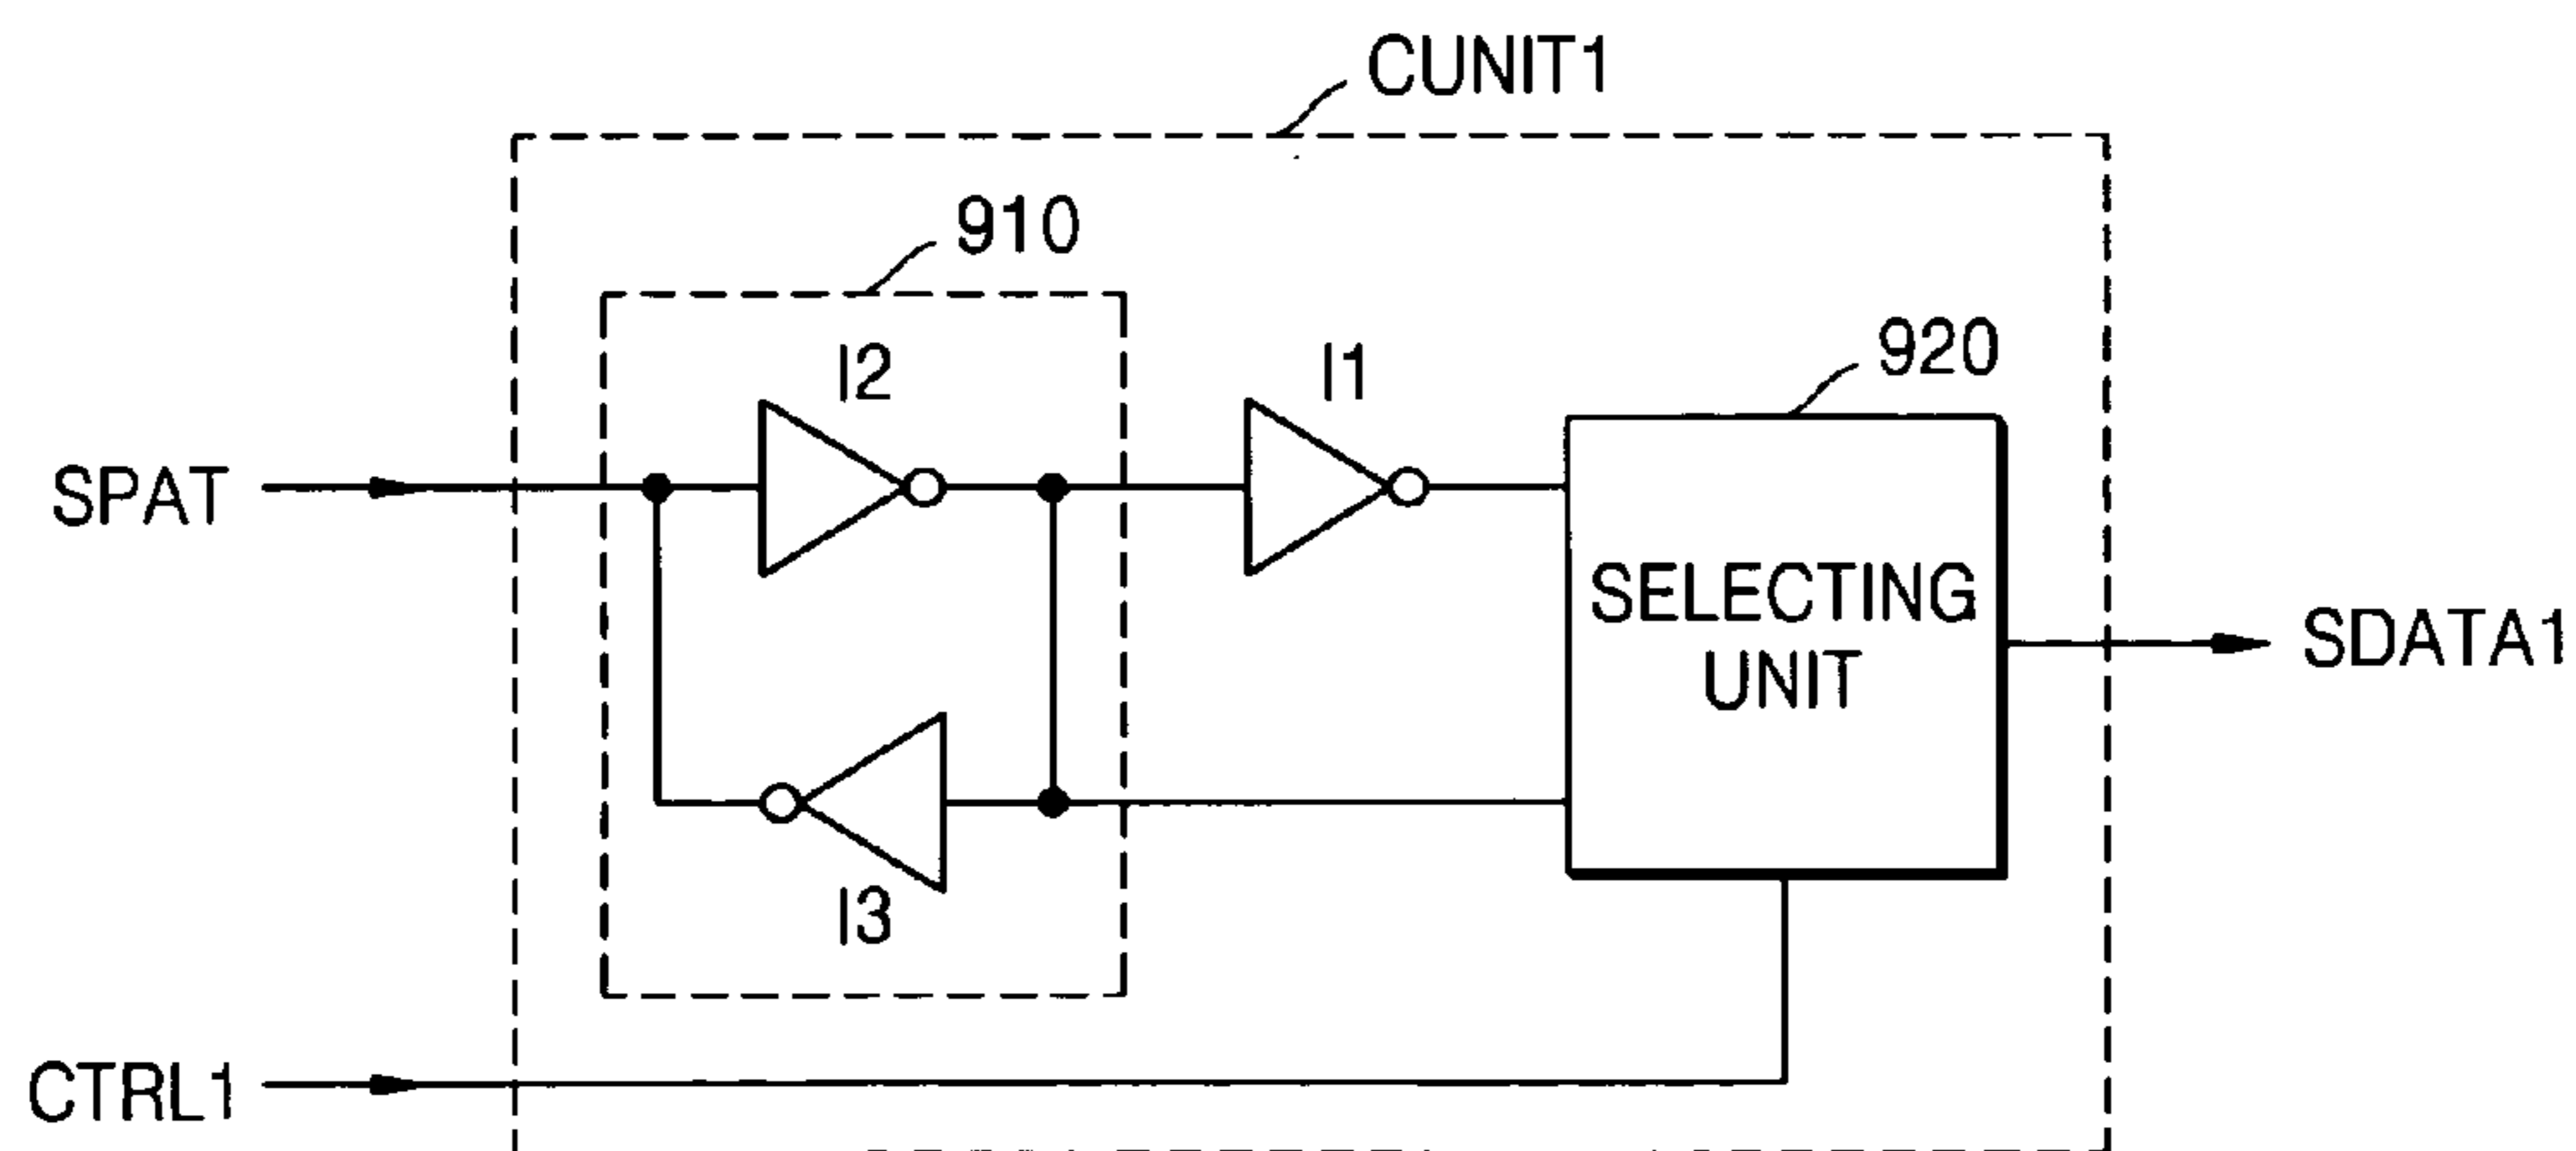 CUNIT1
910
I2
I1
920
SPAT
SELECTING
UNIT
SDATA1
I3
CTRL1